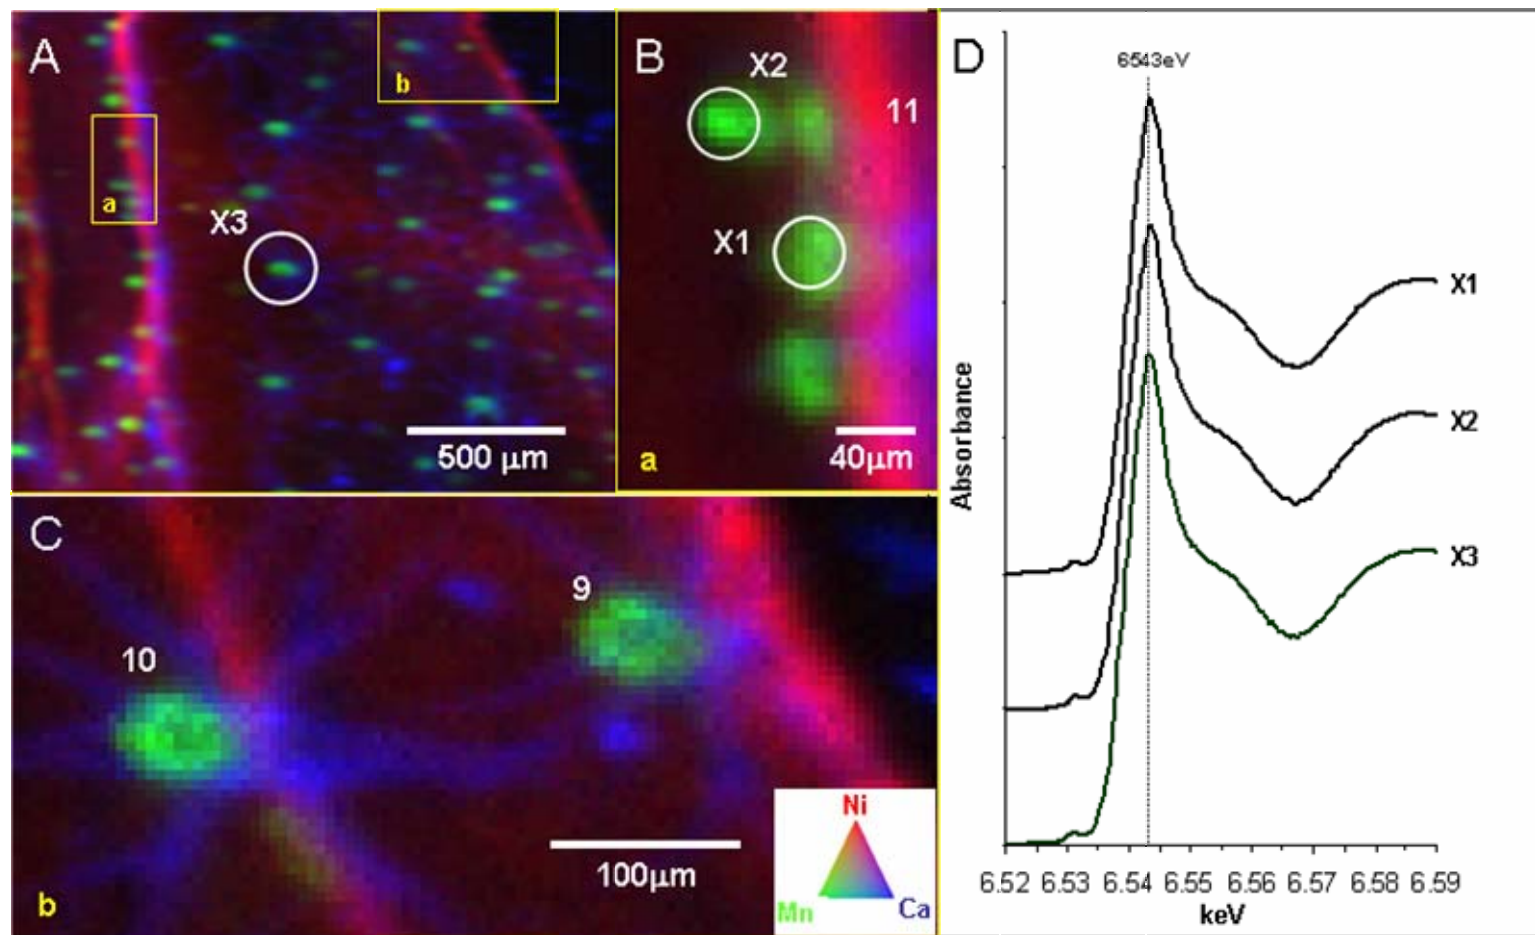 A
b
a
X3
500 μm
B
X2
11
X1
40μm
a
C
9
10
100μm
b
Ni
Mn
Ca
D
6543eV
X1
X2
X3
Absorbance
6.52 6.53 6.54 6.55 6.56 6.57 6.58 6.59
keV